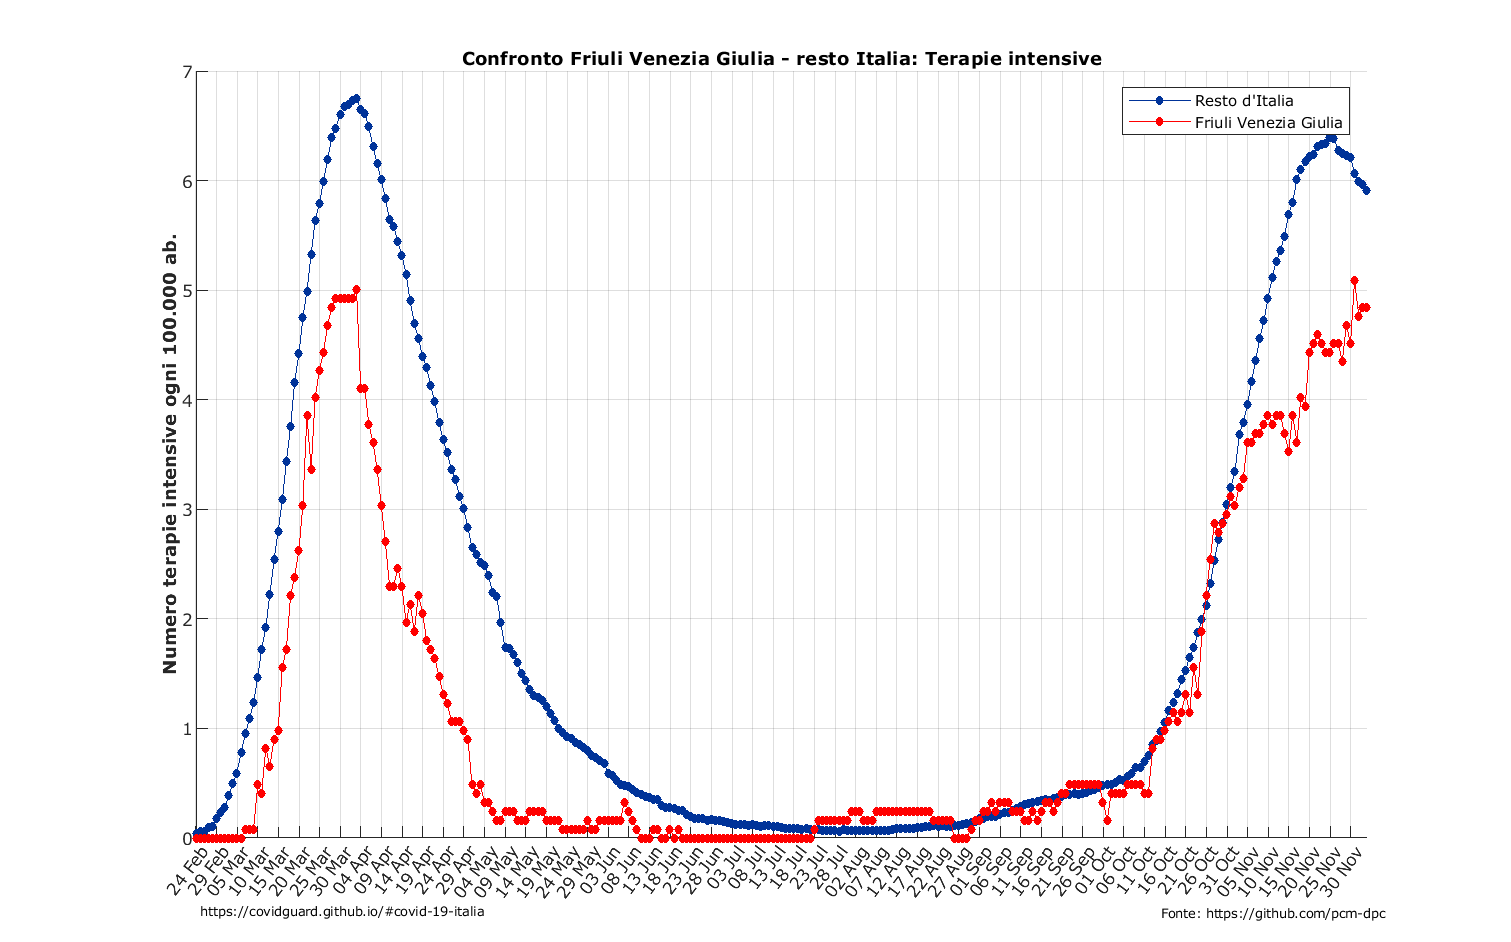 Confronto Friuli Venezia Giulia - resto Italia: Terapie intensive
Resto d'Italia
Friuli Venezia Giulia
Numero terapie intensive ogni 100.000 ab.
7
6
5
4
3
2
1
0
24 Feb
29 Feb
05 Mar
10 Mar
15 Mar
20 Mar
25 Mar
30 Mar
04 Apr
09 Apr
14 Apr
19 Apr
24 Apr
29 Apr
04 May
09 May
14 May
19 May
24 May
29 May
03 Jun
08 Jun
13 Jun
18 Jun
23 Jun
28 Jun
03 Jul
08 Jul
13 Jul
18 Jul
23 Jul
28 Jul
02 Aug
07 Aug
12 Aug
17 Aug
22 Aug
27 Aug
01 Sep
06 Sep
11 Sep
16 Sep
21 Sep
26 Sep
01 Oct
06 Oct
11 Oct
16 Oct
21 Oct
26 Oct
31 Oct
05 Nov
10 Nov
15 Nov
20 Nov
25 Nov
30 Nov
https://covidguard.github.io/#covid-19-italia
Fonte: https://github.com/pcm-dpc